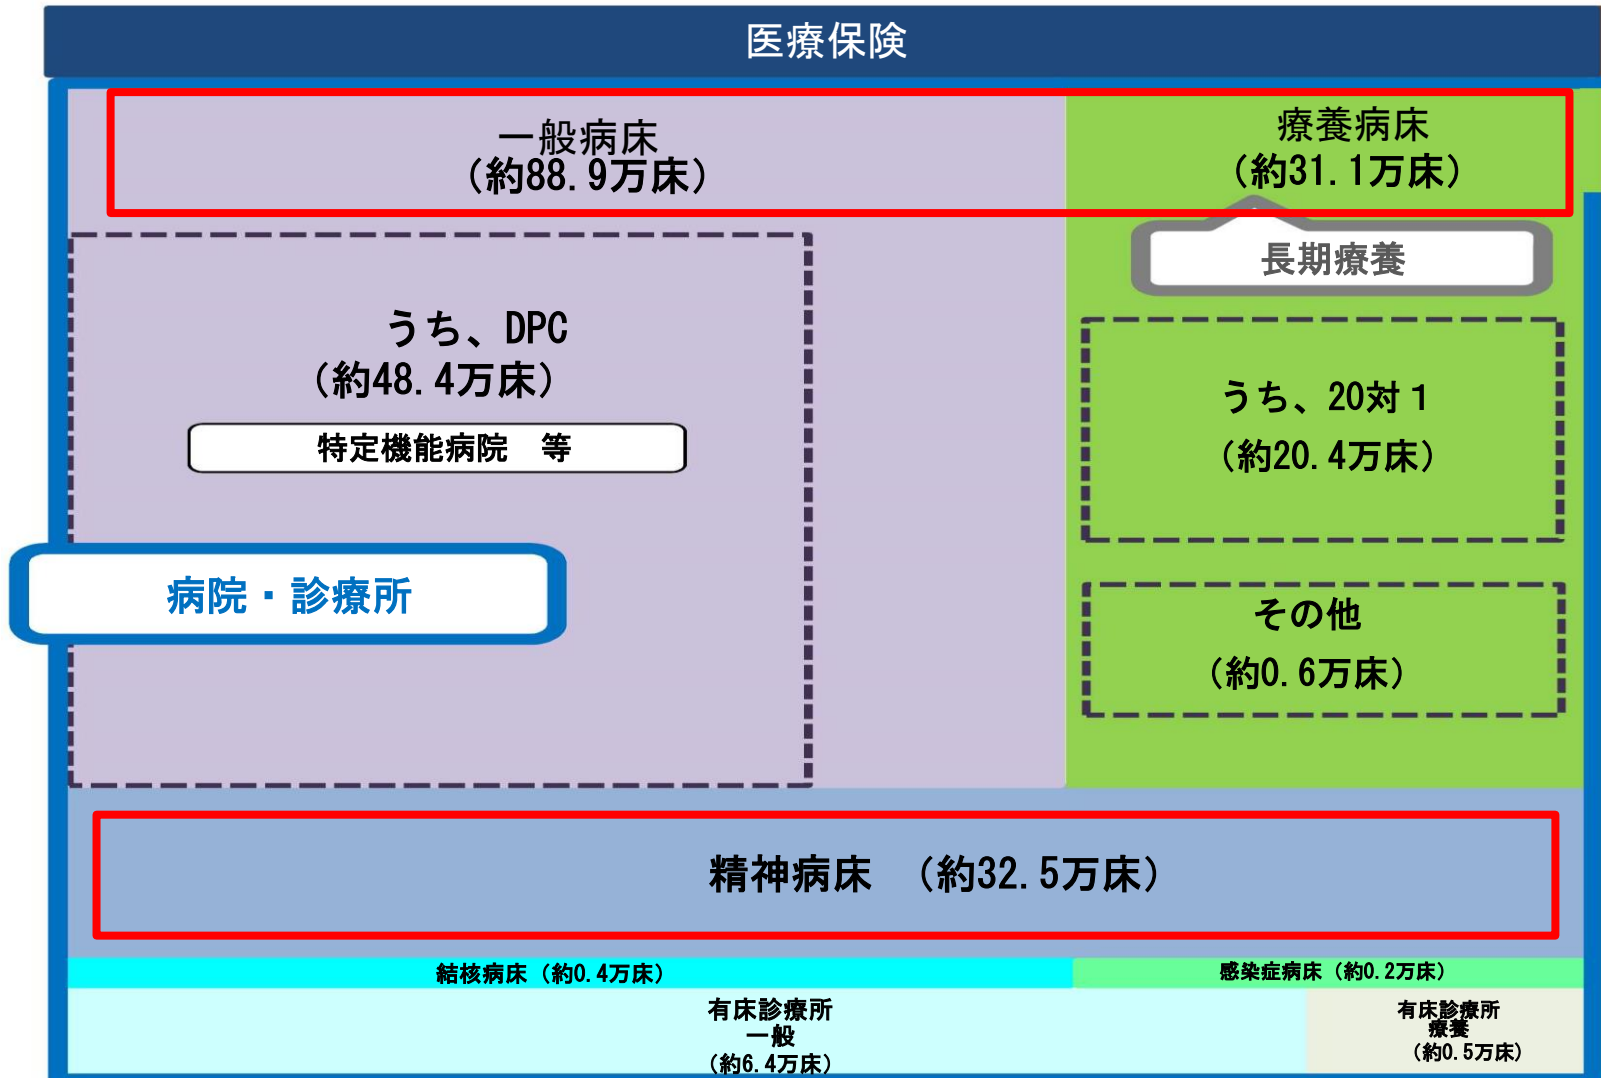 医療保険
一般病床
（約88.9万床）
療養病床
（約31.1万床）
長期療養
うち、DPC
（約48.4万床）
特定機能病院　等
うち、20対１
（約20.4万床）
病院・診療所
その他
（約0.6万床）
精神病床　（約32.5万床）
結核病床（約0.4万床）
感染症病床（約0.2万床）
有床診療所
一般
（約6.4万床）
有床診療所
療養
（約0.5万床）